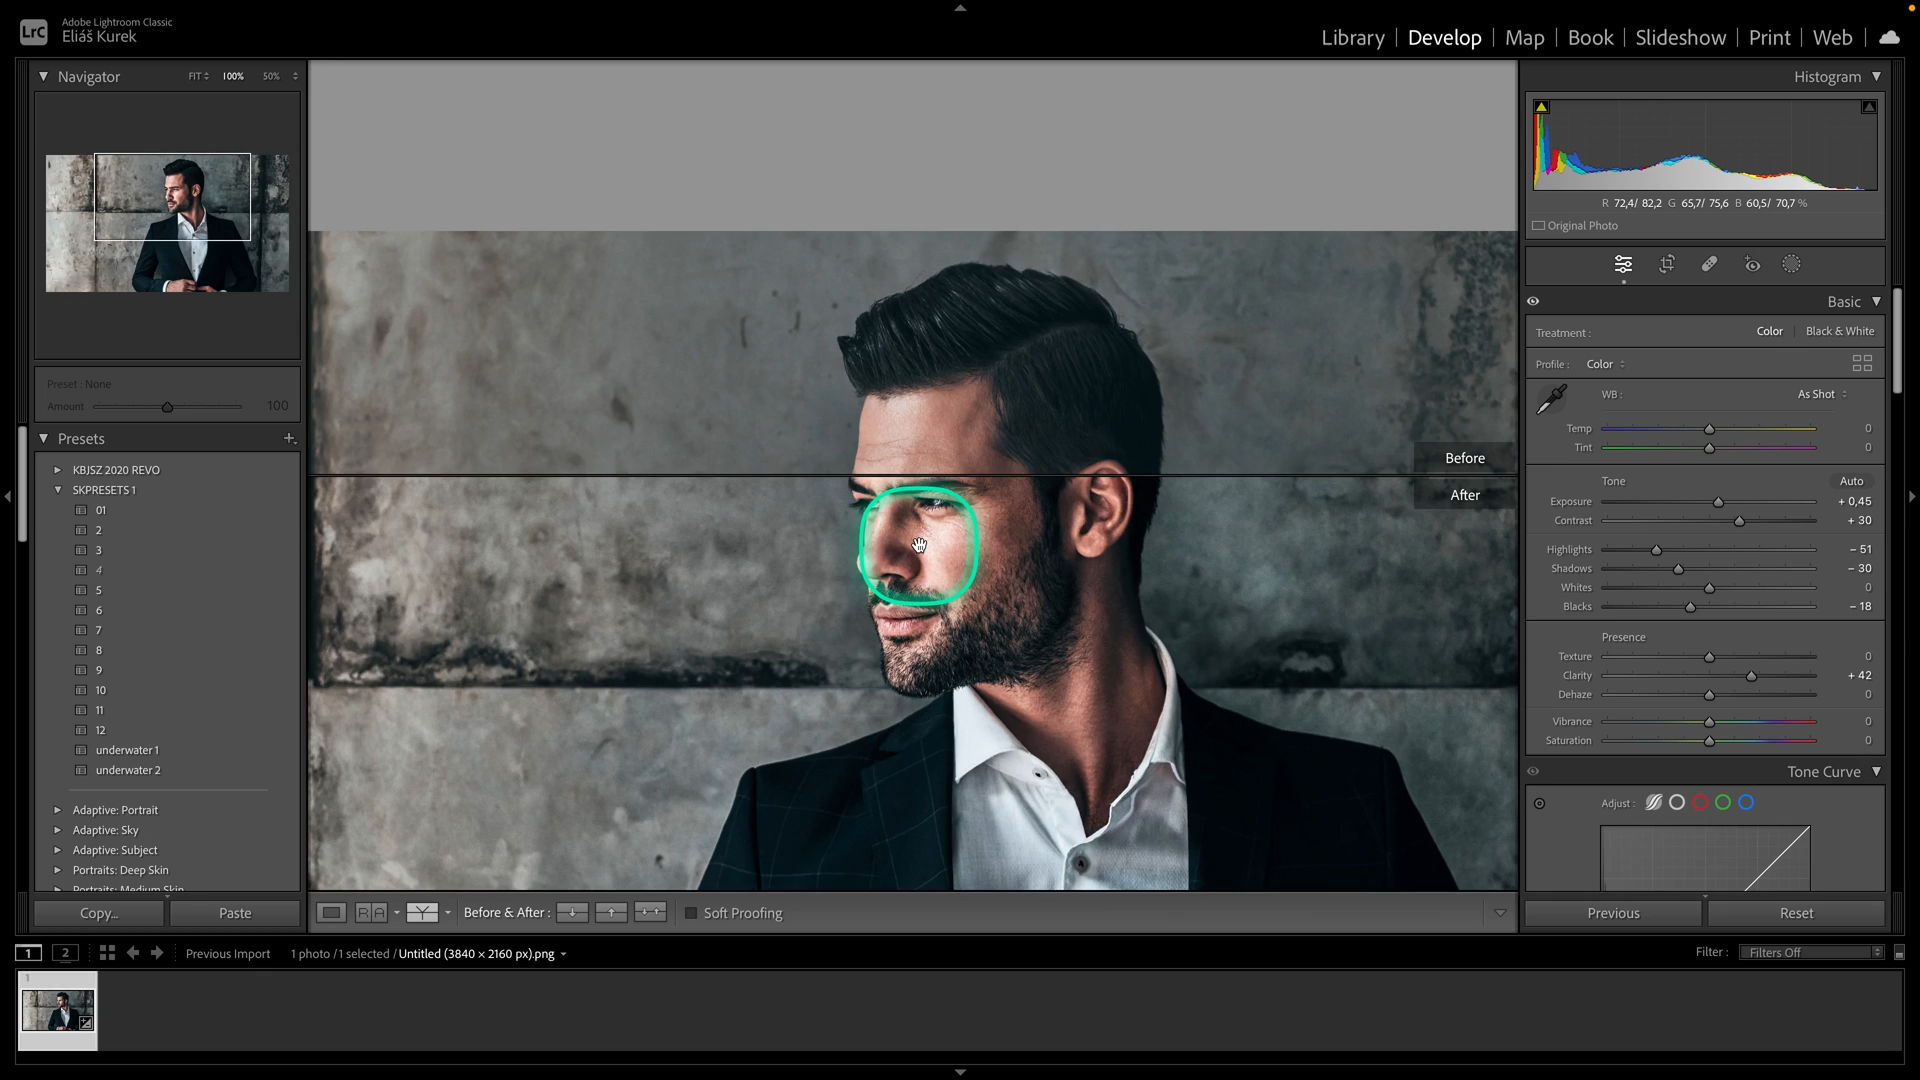 LrC
Adobe Lightroom Classic
Eliáš Kurek
Library | Develop | Map | Book | Slideshow | Print | Web
Navigator
FIT 100% 50%
Preset : None
Amount 100
Presets
KBJSZ 2020 REVO
SKPRESETS 1
01
2
3
4
5
6
7
8
9
10
11
12
underwater 1
underwater 2
Adaptive: Portrait
Adaptive: Sky
Adaptive: Subject
Portraits: Deep Skin
Portraits: Medium Skin
Copy...
Paste
Before
After
R A
Y
Before & After :
Soft Proofing
Histogram
R 72,4/ 82,2 G 65,7/ 75,6 B 60,5/ 70,7 %
Original Photo
Basic
Treatment : Color | Black & White
Profile : Color
WB : As Shot
Temp 0
Tint 0
Tone Auto
Exposure + 0,45
Contrast + 30
Highlights – 51
Shadows – 30
Whites 0
Blacks – 18
Presence
Texture 0
Clarity + 42
Dehaze 0
Vibrance 0
Saturation 0
Tone Curve
Adjust :
Previous
Reset
1 2
Previous Import
1 photo / 1 selected / Untitled (3840 × 2160 px).png
Filter : Filters Off
1